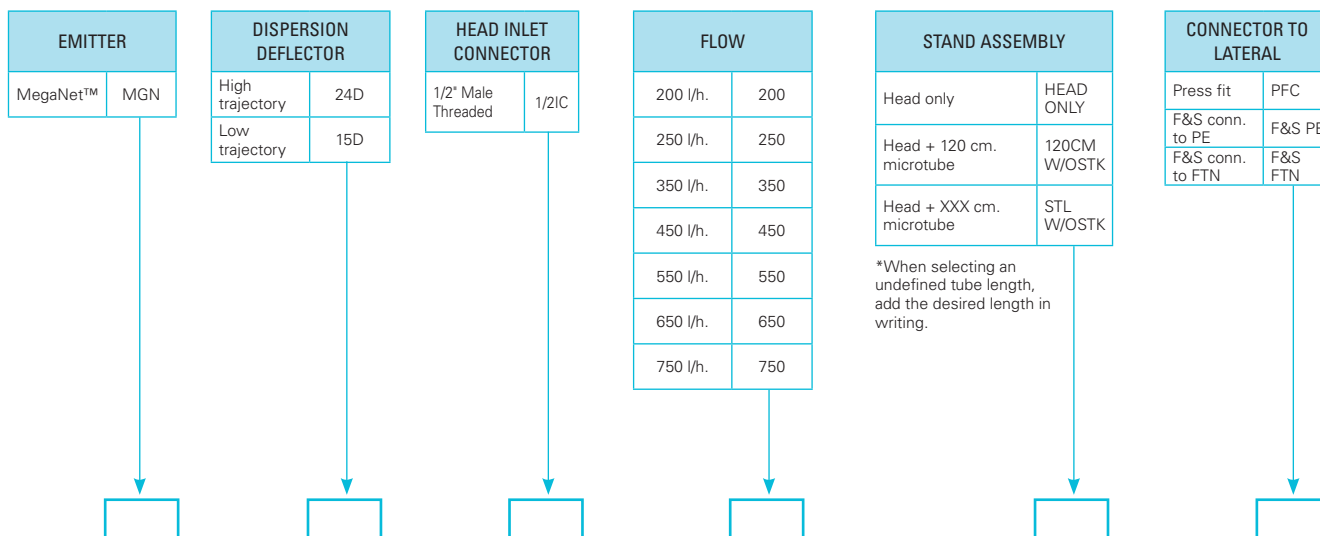 EMITTER
MegaNet™ MGN
DISPERSION
DEFLECTOR
High
trajectory 24D
Low
trajectory 15D
HEAD INLET
CONNECTOR
1/2" Male
Threaded 1/2IC
FLOW
200 l/h. 200
250 l/h. 250
350 l/h. 350
450 l/h. 450
550 l/h. 550
650 l/h. 650
750 l/h. 750
STAND ASSEMBLY
Head only HEAD
ONLY
Head + 120 cm.
microtube 120CM
W/OSTK
Head + XXX cm.
microtube STL
W/OSTK
*When selecting an
undefined tube length,
add the desired length in
writing.
CONNECTOR TO
LATERAL
Press fit PFC
F&S conn.
to PE F&S PE
F&S conn.
to FTN F&S
FTN